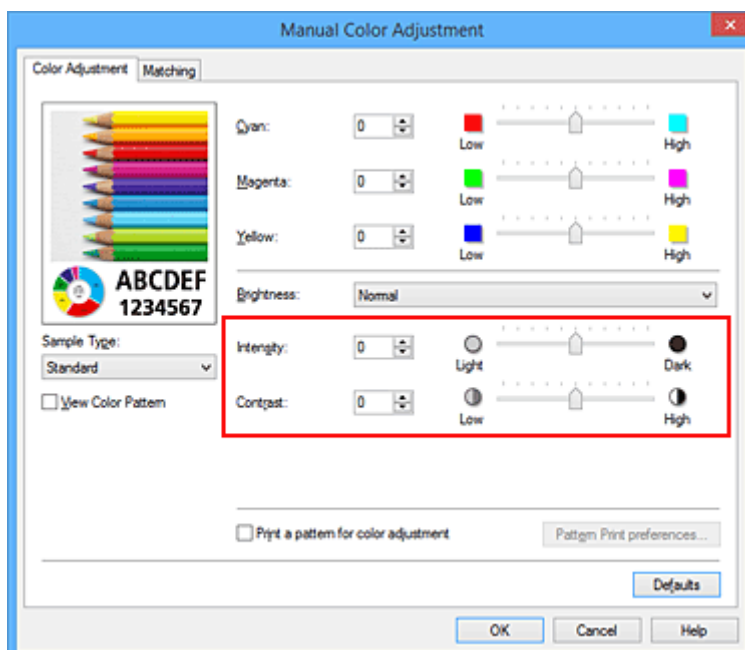 Manual Color Adjustment
Color Adjustment Matching
Cyan: 0 Low High
Magenta: 0 Low High
Yellow: 0 Low High
ABCDEF
1234567
Brightness: Normal
Sample Type:
Standard
View Color Pattern
Intensity: 0 Light Dark
Contrast: 0 Low High
Print a pattern for color adjustment Pattern Print preferences...
Defaults
OK Cancel Help